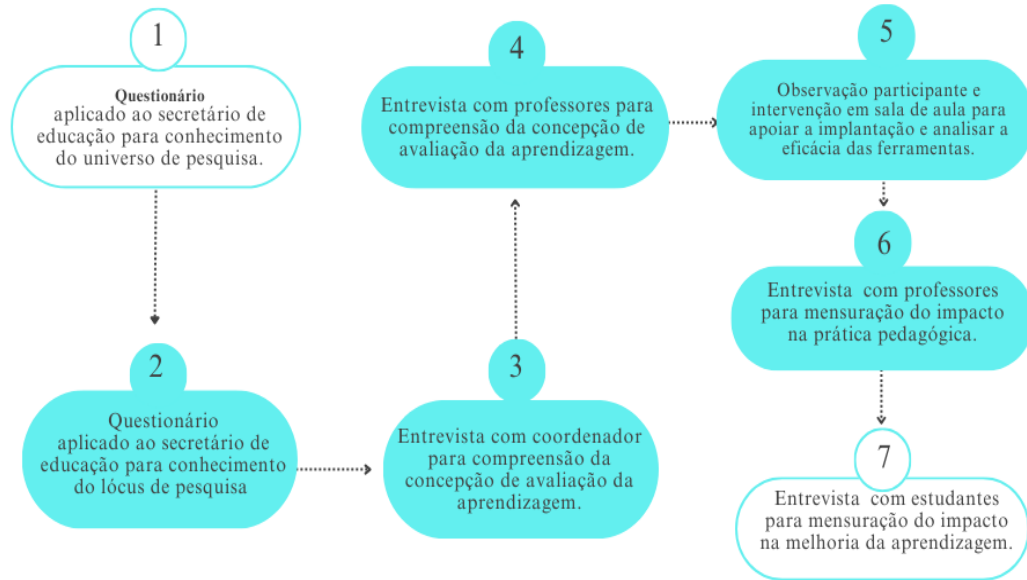 1
Questionário
aplicado ao secretário de
educação para conhecimento
do universo de pesquisa.
2
Questionário
aplicado ao secretário de
educação para conhecimento
do lócus de pesquisa
3
Entrevista com coordenador
para compreensão da
concepção de avaliação da
aprendizagem.
4
Entrevista com professores para
compreensão da concepção de
avaliação da aprendizagem.
5
Observação participante e
intervenção em sala de aula para
apoiar a implantação e analisar a
eficácia das ferramentas.
6
Entrevista com professores
para mensuração do impacto
na prática pedagógica.
7
Entrevista com estudantes
para mensuração do impacto
na melhoria da aprendizagem.